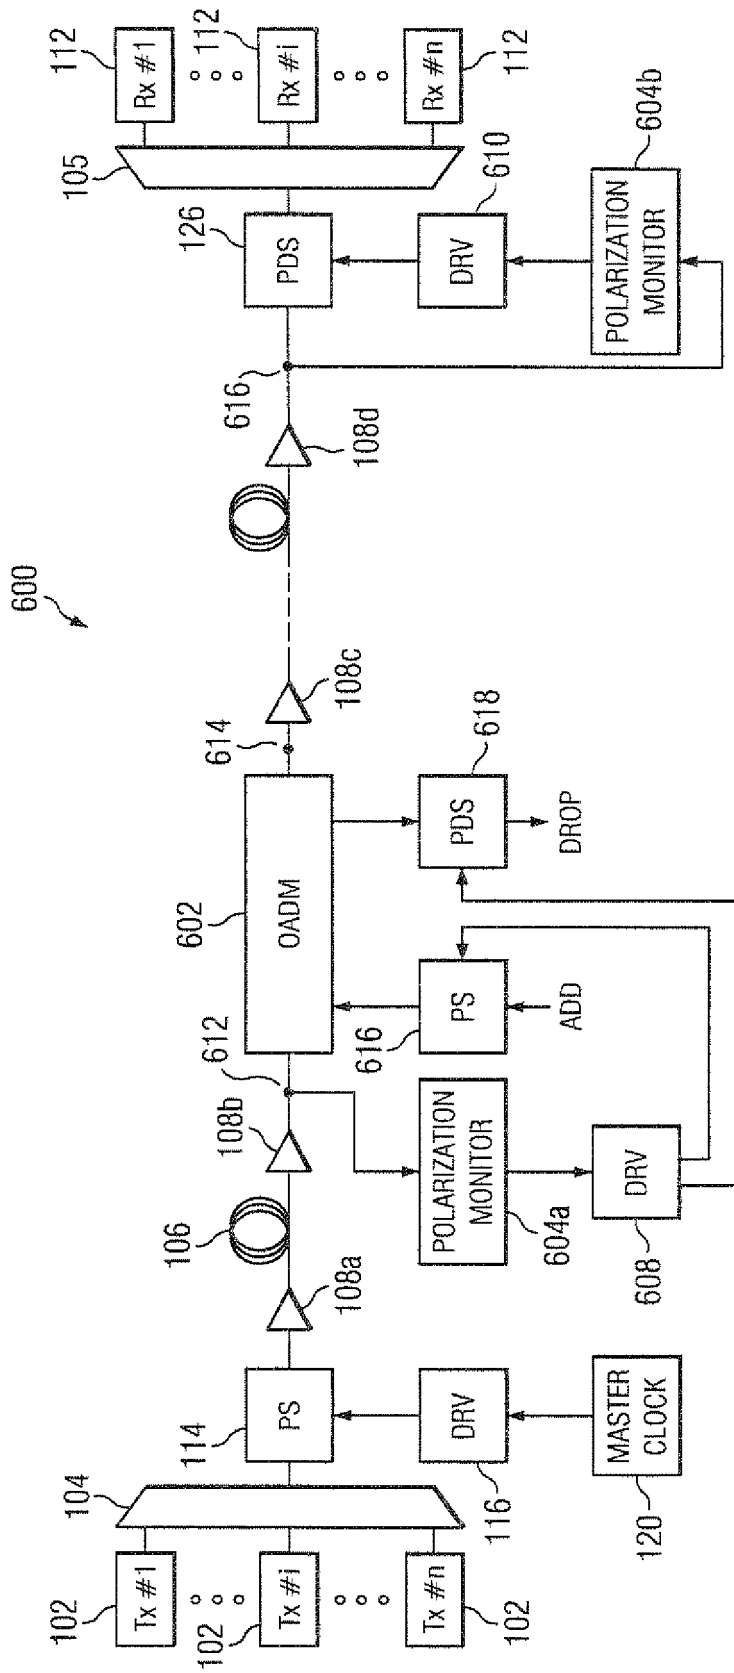 600
102
Tx #1
102
Tx #i
Tx #n
102
104
114
PS
DRV
116
MASTER
CLOCK
120
108a
106
108b
612
POLARIZATION
MONITOR
604a
DRV
608
602
OADM
616
PS
ADD
PDS
618
DROP
614
108c
108d
616
126
PDS
DRV
610
POLARIZATION
MONITOR
604b
105
112
Rx #1
112
Rx #i
Rx #n
112